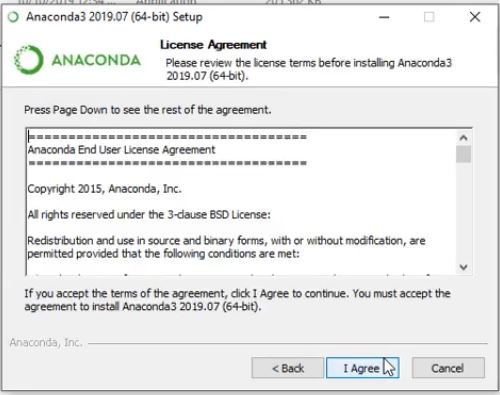 Anaconda3 2019.07 (64-bit) Setup
License Agreement
ANACONDA
Please review the license terms before installing Anaconda3
2019.07 (64-bit).
Press Page Down to see the rest of the agreement.
=====================================
Anaconda End User License Agreement
=====================================
Copyright 2015, Anaconda, Inc.
All rights reserved under the 3-clause BSD License:
Redistribution and use in source and binary forms, with or without modification, are
permitted provided that the following conditions are met:
If you accept the terms of the agreement, click I Agree to continue. You must accept the
agreement to install Anaconda3 2019.07 (64-bit).
Anaconda, Inc.
< Back
I Agree
Cancel